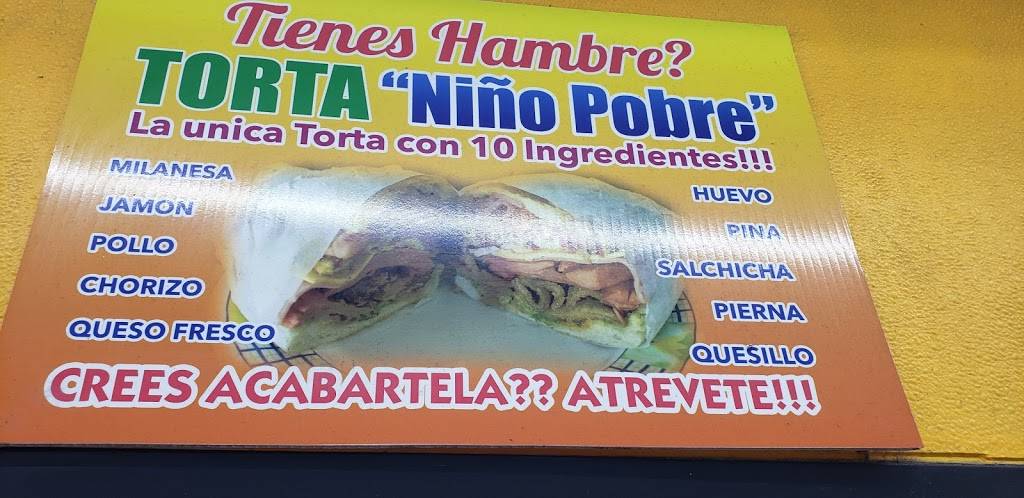 Tienes Hambre?
TORTA "Niño Pobre"
La unica Torta con 10 Ingredientes!!!
MILANESA
JAMON
POLLO
CHORIZO
QUESO FRESCO
HUEVO
PINA
SALCHICHA
PIERNA
QUESILLO
CREES ACABARTELA?? ATREVETE!!!